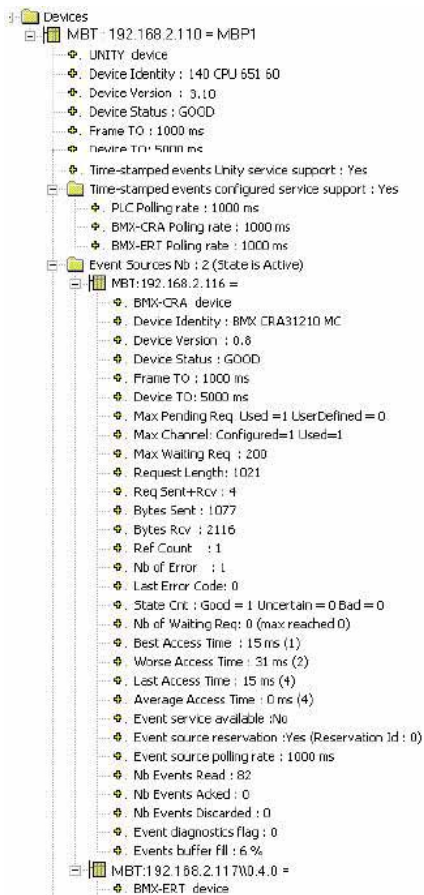 Devices
MBT : 192.168.2.110 = MBP1
UNITY device
Device Identity : 140 CPU 651 60
Device Version : 3.10
Device Status : GOOD
Frame TO : 1000 ms
Device TO: 5000 ms
Time-stamped events Unity service support : Yes
Time-stamped events configured service support : Yes
PLC Polling rate : 1000 ms
BMX-CRA Polling rate : 1000 ms
BMX-ERT Polling rate : 1000 ms
Event Sources Nb : 2 (State is Active)
MBT:192.168.2.116 =
BMX-CRA device
Device Identity : BMX CRA31210 MC
Device Version : 0.8
Device Status : GOOD
Frame TO : 1000 ms
Device TO: 5000 ms
Max Pending Req Used =1 UserDefined = 0
Max Channel: Configured=1 Used=1
Max Waiting Req : 200
Request Length: 1021
Req Sent+Rcv : 4
Bytes Sent : 1077
Bytes Rcv : 2116
Ref Count : 1
Nb of Error : 1
Last Error Code: 0
State Cnt : Good = 1 Uncertain = 0 Bad = 0
Nb of Waiting Req: 0 (max reached 0)
Best Access Time : 15 ms (1)
Worse Access Time : 31 ms (2)
Last Access Time : 15 ms (4)
Average Access Time : 0 ms (4)
Event service available :No
Event source reservation :Yes (Reservation Id : 0)
Event source polling rate : 1000 ms
Nb Events Read : 82
Nb Events Acked : 0
Nb Events Discarded : 0
Event diagnostics flag : 0
Events buffer fill : 6 %
MBT:192.168.2.117\\0.4.0 =
BMX-ERT device